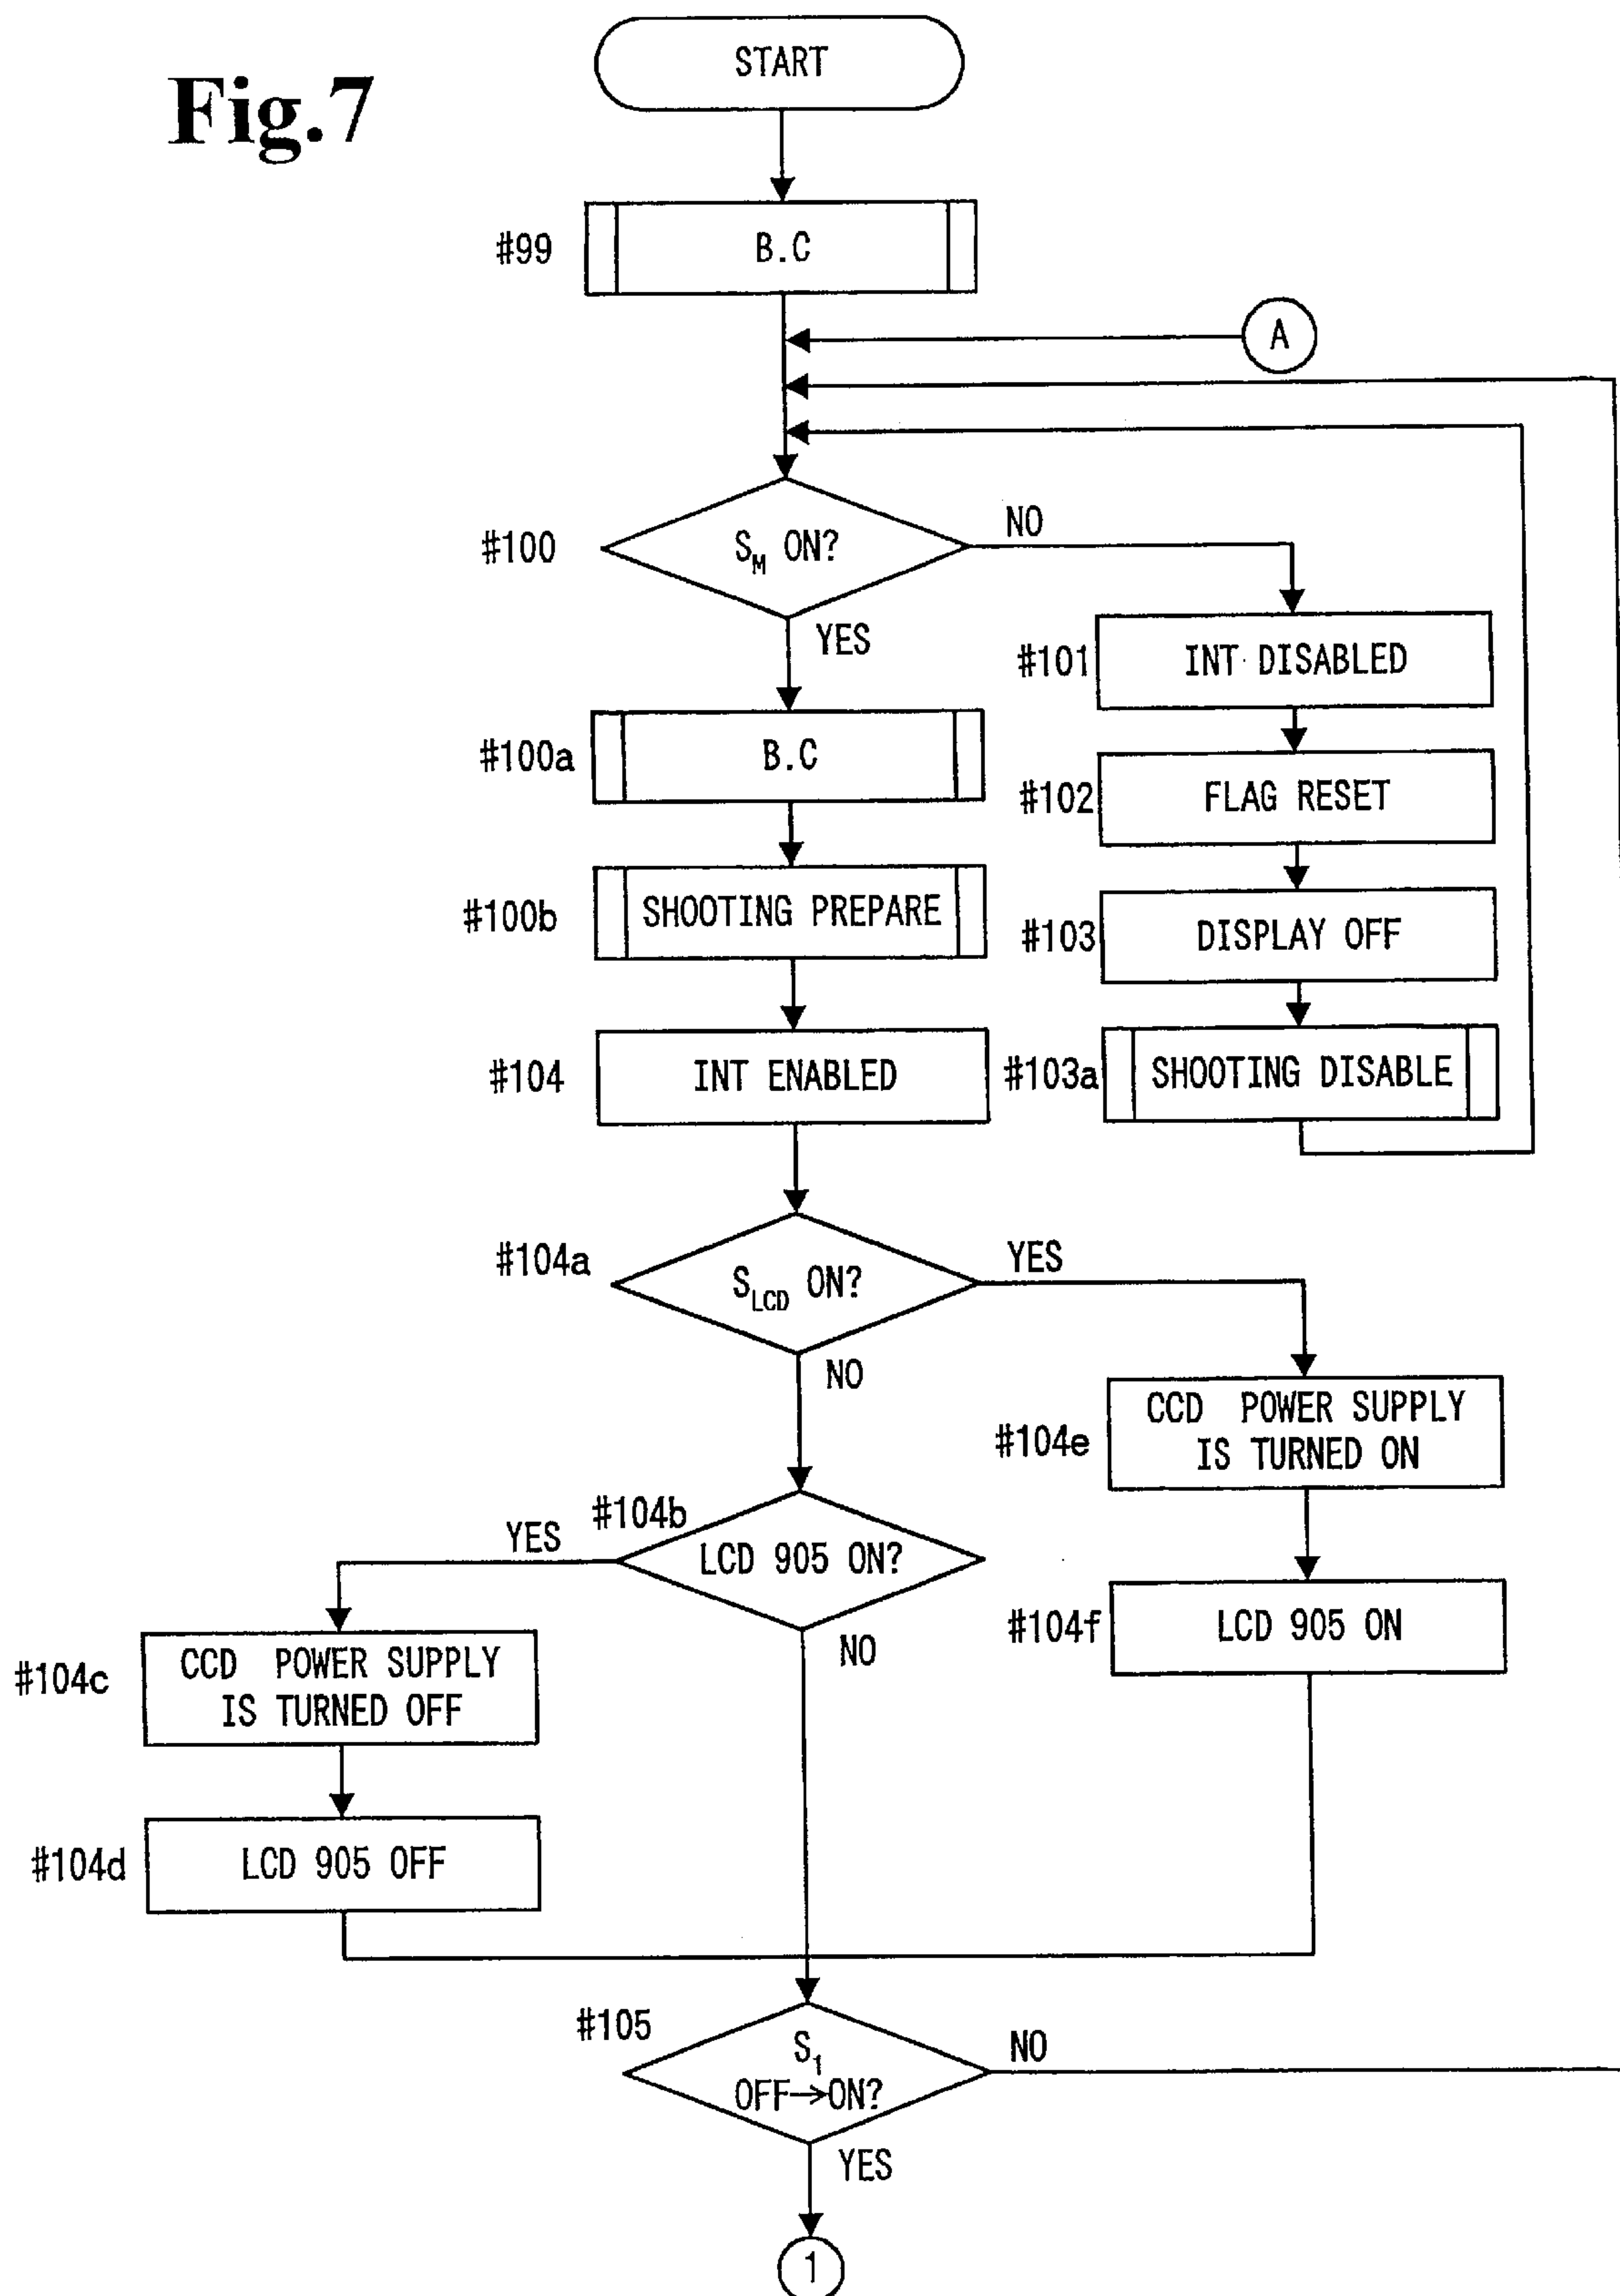 Fig.7
START
#99
B.C
A
#100
S_M ON?
NO
YES
#101
INT DISABLED
#100a
B.C
#102
FLAG RESET
#100b
SHOOTING PREPARE
#103
DISPLAY OFF
#104
INT ENABLED
#103a
SHOOTING DISABLE
#104a
S_LCD ON?
YES
NO
#104e
CCD POWER SUPPLY
IS TURNED ON
#104b
LCD 905 ON?
YES
NO
#104f
LCD 905 ON
#104c
CCD POWER SUPPLY
IS TURNED OFF
#104d
LCD 905 OFF
#105
S_1
OFF→ON?
NO
YES
1